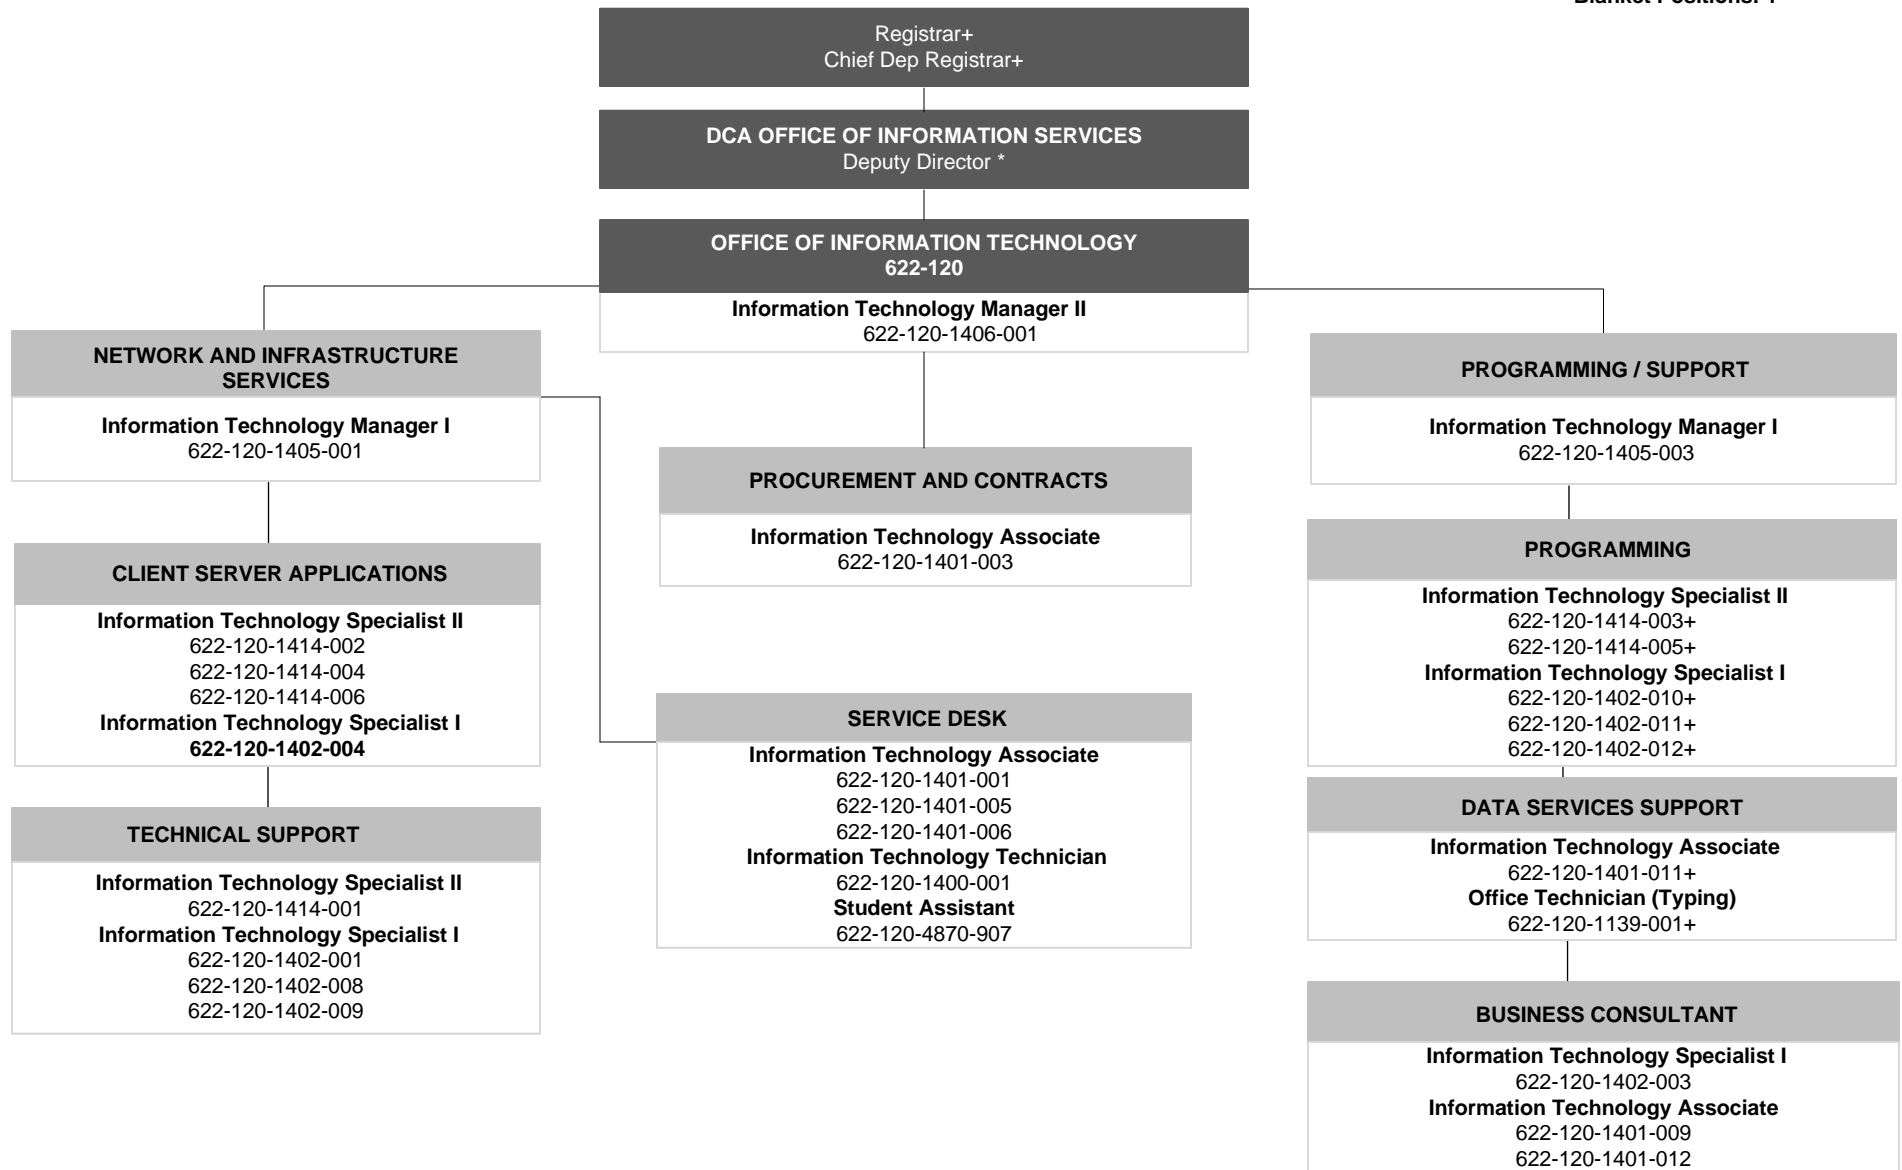 Registrar+
Chief Dep Registrar+
DCA OFFICE OF INFORMATION SERVICES
Deputy Director *
OFFICE OF INFORMATION TECHNOLOGY
622-120
Information Technology Manager II
622-120-1406-001
NETWORK AND INFRASTRUCTURE
SERVICES
Information Technology Manager I
622-120-1405-001
CLIENT SERVER APPLICATIONS
Information Technology Specialist II
622-120-1414-002
622-120-1414-004
622-120-1414-006
Information Technology Specialist I
622-120-1402-004
TECHNICAL SUPPORT
Information Technology Specialist II
622-120-1414-001
Information Technology Specialist I
622-120-1402-001
622-120-1402-008
622-120-1402-009
PROCUREMENT AND CONTRACTS
Information Technology Associate
622-120-1401-003
SERVICE DESK
Information Technology Associate
622-120-1401-001
622-120-1401-005
622-120-1401-006
Information Technology Technician
622-120-1400-001
Student Assistant
622-120-4870-907
PROGRAMMING / SUPPORT
Information Technology Manager I
622-120-1405-003
PROGRAMMING
Information Technology Specialist II
622-120-1414-003+
622-120-1414-005+
Information Technology Specialist I
622-120-1402-010+
622-120-1402-011+
622-120-1402-012+
DATA SERVICES SUPPORT
Information Technology Associate
622-120-1401-011+
Office Technician (Typing)
622-120-1139-001+
BUSINESS CONSULTANT
Information Technology Specialist I
622-120-1402-003
Information Technology Associate
622-120-1401-009
622-120-1401-012